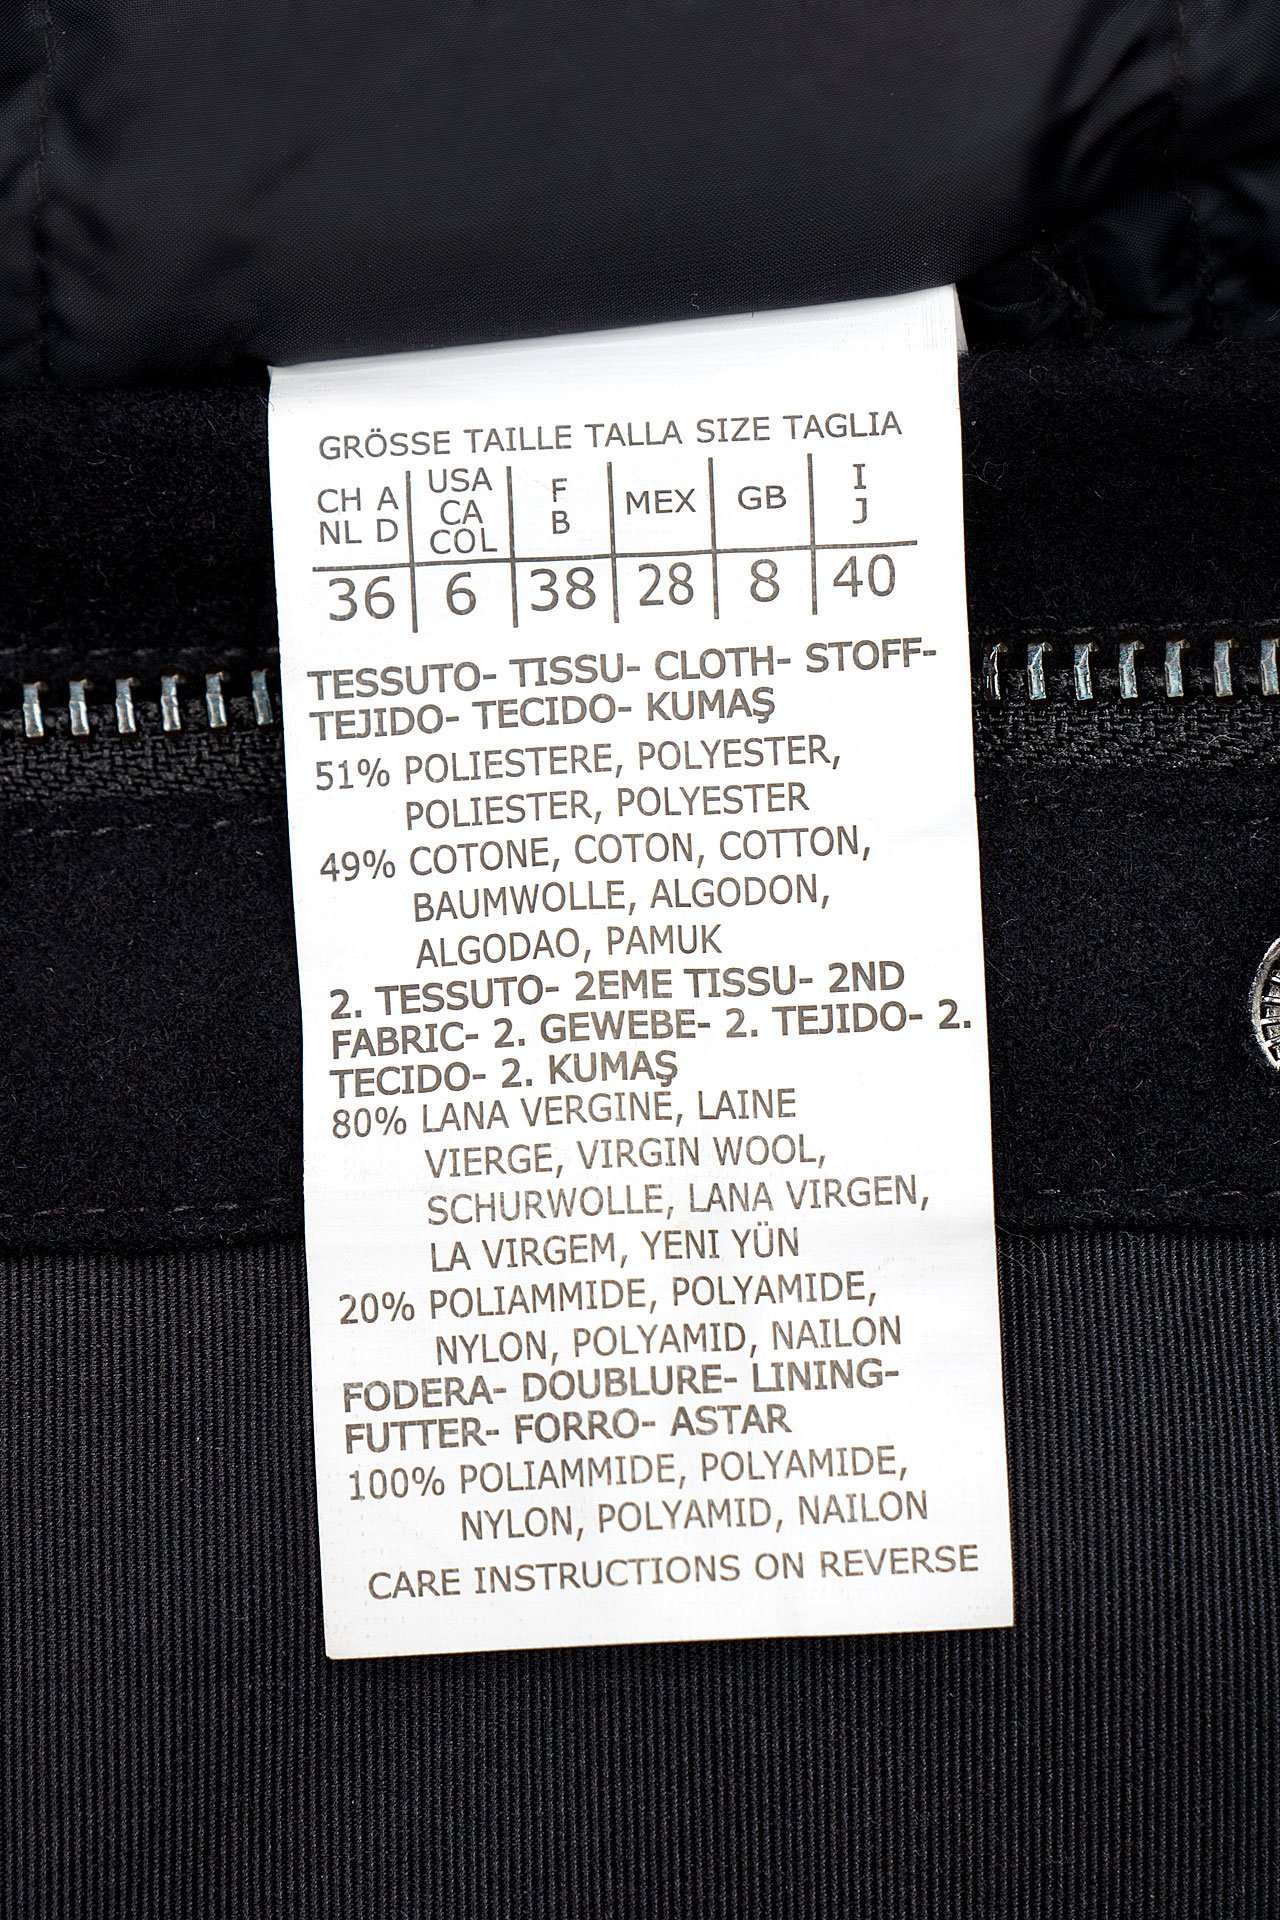 GRÖSSE TAILLE TALLA SIZE TAGLIA
CH A
NL D
USA
CA
COL
F
B
MEX
GB
I
J
36 6 38 28 8 40
TESSUTO- TISSU- CLOTH- STOFF-
TEJIDO- TECIDO- KUMAŞ
51% POLIESTERE, POLYESTER,
POLIESTER, POLYESTER
49% COTONE, COTON, COTTON,
BAUMWOLLE, ALGODON,
ALGODAO, PAMUK
2. TESSUTO- 2EME TISSU- 2ND
FABRIC- 2. GEWEBE- 2. TEJIDO- 2.
TECIDO- 2. KUMAŞ
80% LANA VERGINE, LAINE
VIERGE, VIRGIN WOOL,
SCHURWOLLE, LANA VIRGEN,
LA VIRGEM, YENI YÜN
20% POLIAMMIDE, POLYAMIDE,
NYLON, POLYAMID, NAILON
FODERA- DOUBLURE- LINING-
FUTTER- FORRO- ASTAR
100% POLIAMMIDE, POLYAMIDE,
NYLON, POLYAMID, NAILON
CARE INSTRUCTIONS ON REVERSE